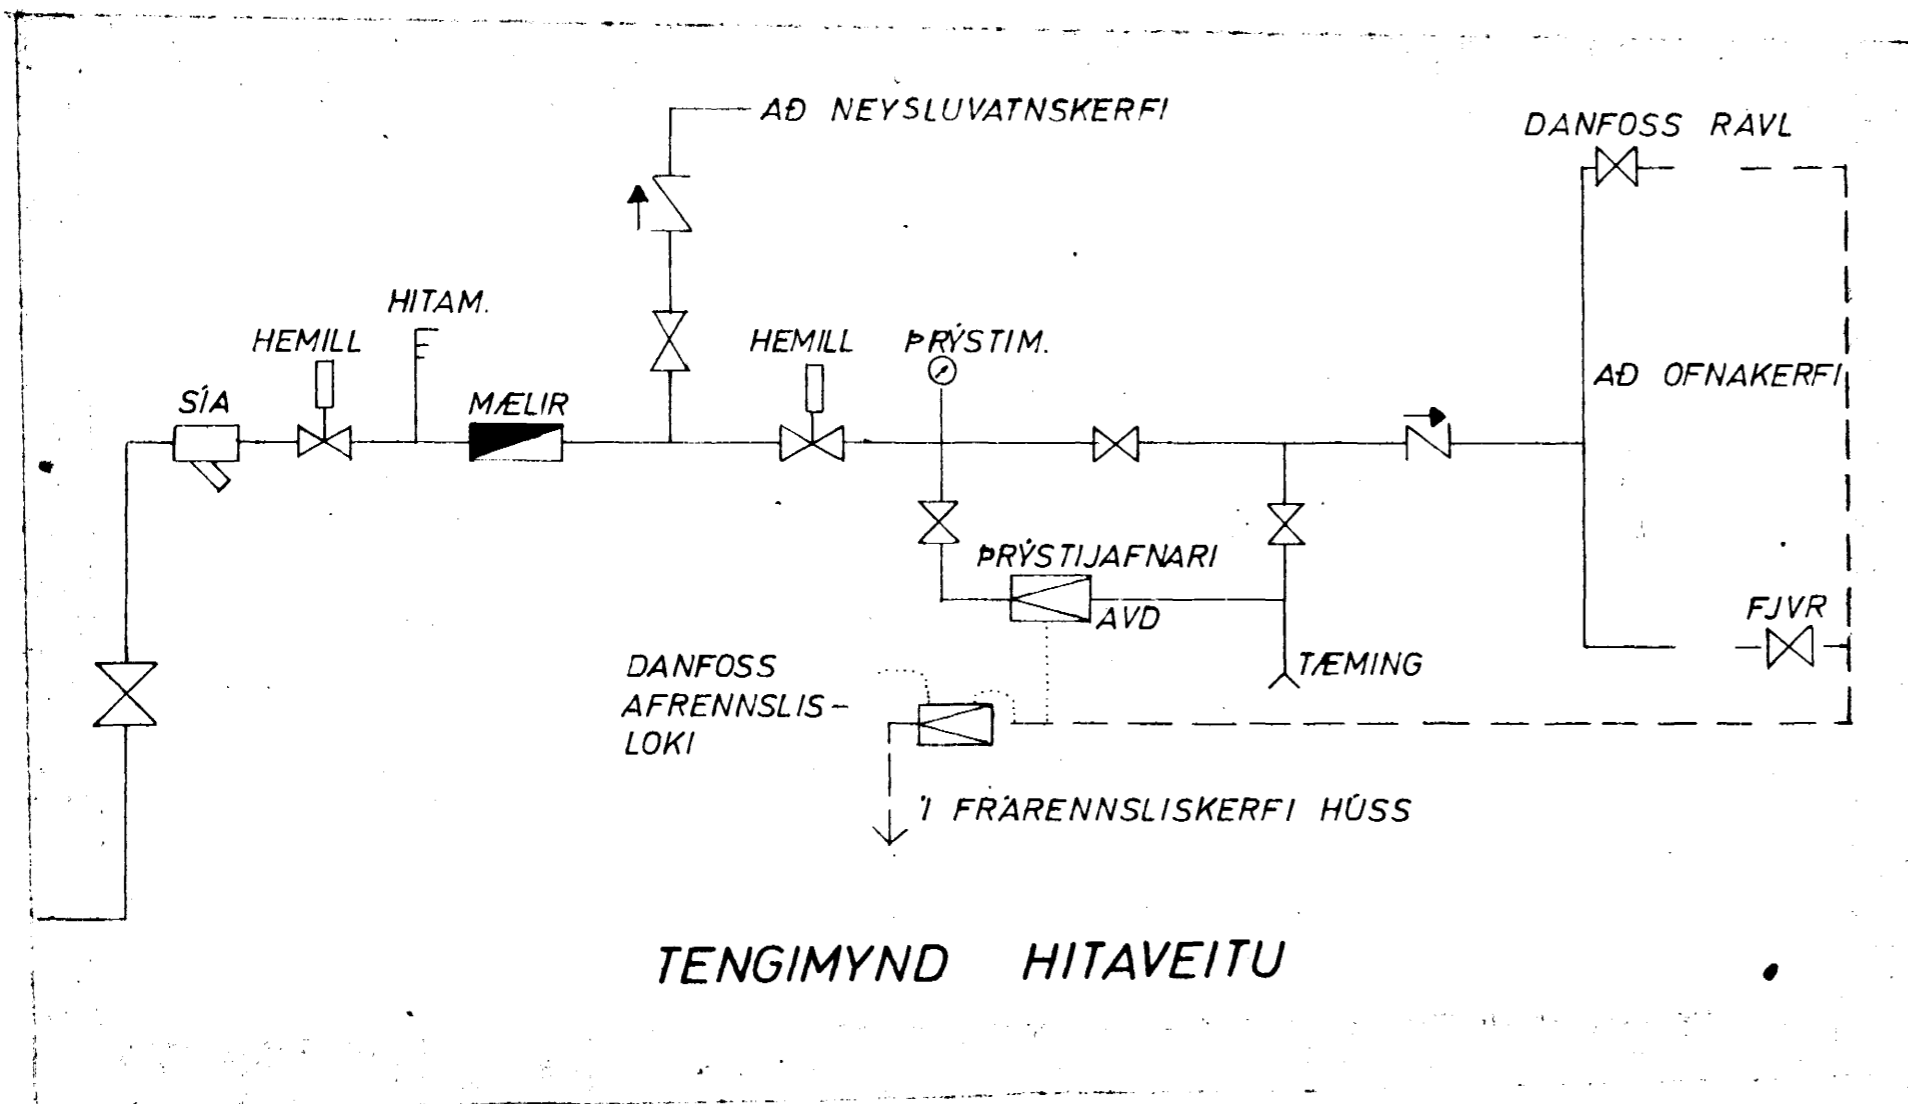 AÐ NEYSLUVATNSKERFI
DANFOSS RAVL
HITAM.
HEMILL
HEMILL
ÞRÝSTIM.
SÍA
MÆLIR
AÐ OFNAKERFI
ÞRÝSTIJAFNARI
AVD
FJVR
TÆMING
DANFOSS
AFRENNSLIS-
LOKI
Í FRÁRENNSLISKERFI HÚSS
TENGIMYND HITAVEITU